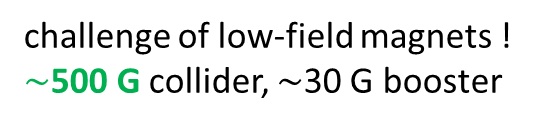 challenge of low-field magnets !
~500 G collider, ~30 G booster